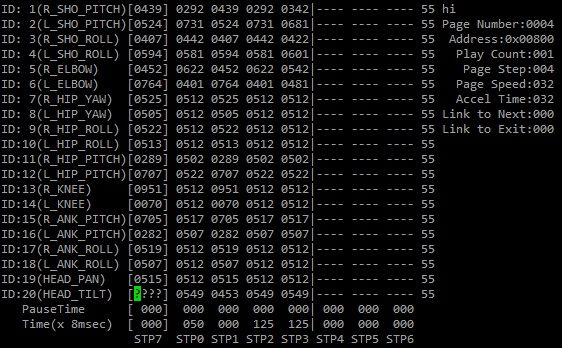 ID: 1(R_SHO_PITCH)[0439] 0292 0439 0292 0342|---- ---- ---- 55 hi
ID: 2(L_SHO_PITCH)[0524] 0731 0524 0731 0681|---- ---- ---- 55 Page Number:0004
ID: 3(R_SHO_ROLL) [0407] 0442 0407 0442 0422|---- ---- ---- 55 Address:0x00800
ID: 4(L_SHO_ROLL) [0594] 0581 0594 0581 0601|---- ---- ---- 55 Play Count:001
ID: 5(R_ELBOW) [0452] 0622 0452 0622 0542|---- ---- ---- 55 Page Step:004
ID: 6(L_ELBOW) [0764] 0401 0764 0401 0481|---- ---- ---- 55 Page Speed:032
ID: 7(R_HIP_YAW) [0525] 0512 0525 0512 0512|---- ---- ---- 55 Accel Time:032
ID: 8(L_HIP_YAW) [0505] 0512 0505 0512 0512|---- ---- ---- 55 Link to Next:000
ID: 9(R_HIP_ROLL) [0522] 0512 0522 0512 0512|---- ---- ---- 55 Link to Exit:000
ID:10(L_HIP_ROLL) [0513] 0512 0513 0512 0512|---- ---- ---- 55
ID:11(R_HIP_PITCH)[0289] 0502 0289 0502 0502|---- ---- ---- 55
ID:12(L_HIP_PITCH)[0707] 0522 0707 0522 0522|---- ---- ---- 55
ID:13(R_KNEE) [0951] 0512 0951 0512 0512|---- ---- ---- 55
ID:14(L_KNEE) [0070] 0512 0070 0512 0512|---- ---- ---- 55
ID:15(R_ANK_PITCH)[0705] 0517 0705 0517 0517|---- ---- ---- 55
ID:16(L_ANK_PITCH)[0282] 0507 0282 0507 0507|---- ---- ---- 55
ID:17(R_ANK_ROLL) [0519] 0512 0519 0512 0512|---- ---- ---- 55
ID:18(L_ANK_ROLL) [0507] 0512 0507 0512 0512|---- ---- ---- 55
ID:19(HEAD_PAN) [0515] 0512 0515 0512 0512|---- ---- ---- 55
ID:20(HEAD_TILT) [????] 0549 0453 0549 0549|---- ---- ---- 55
PauseTime [ 000] 000 000 000 000 000 000 000
Time(x 8msec) [ 000] 050 000 125 125 000 000 000
STP7 STP0 STP1 STP2 STP3 STP4 STP5 STP6